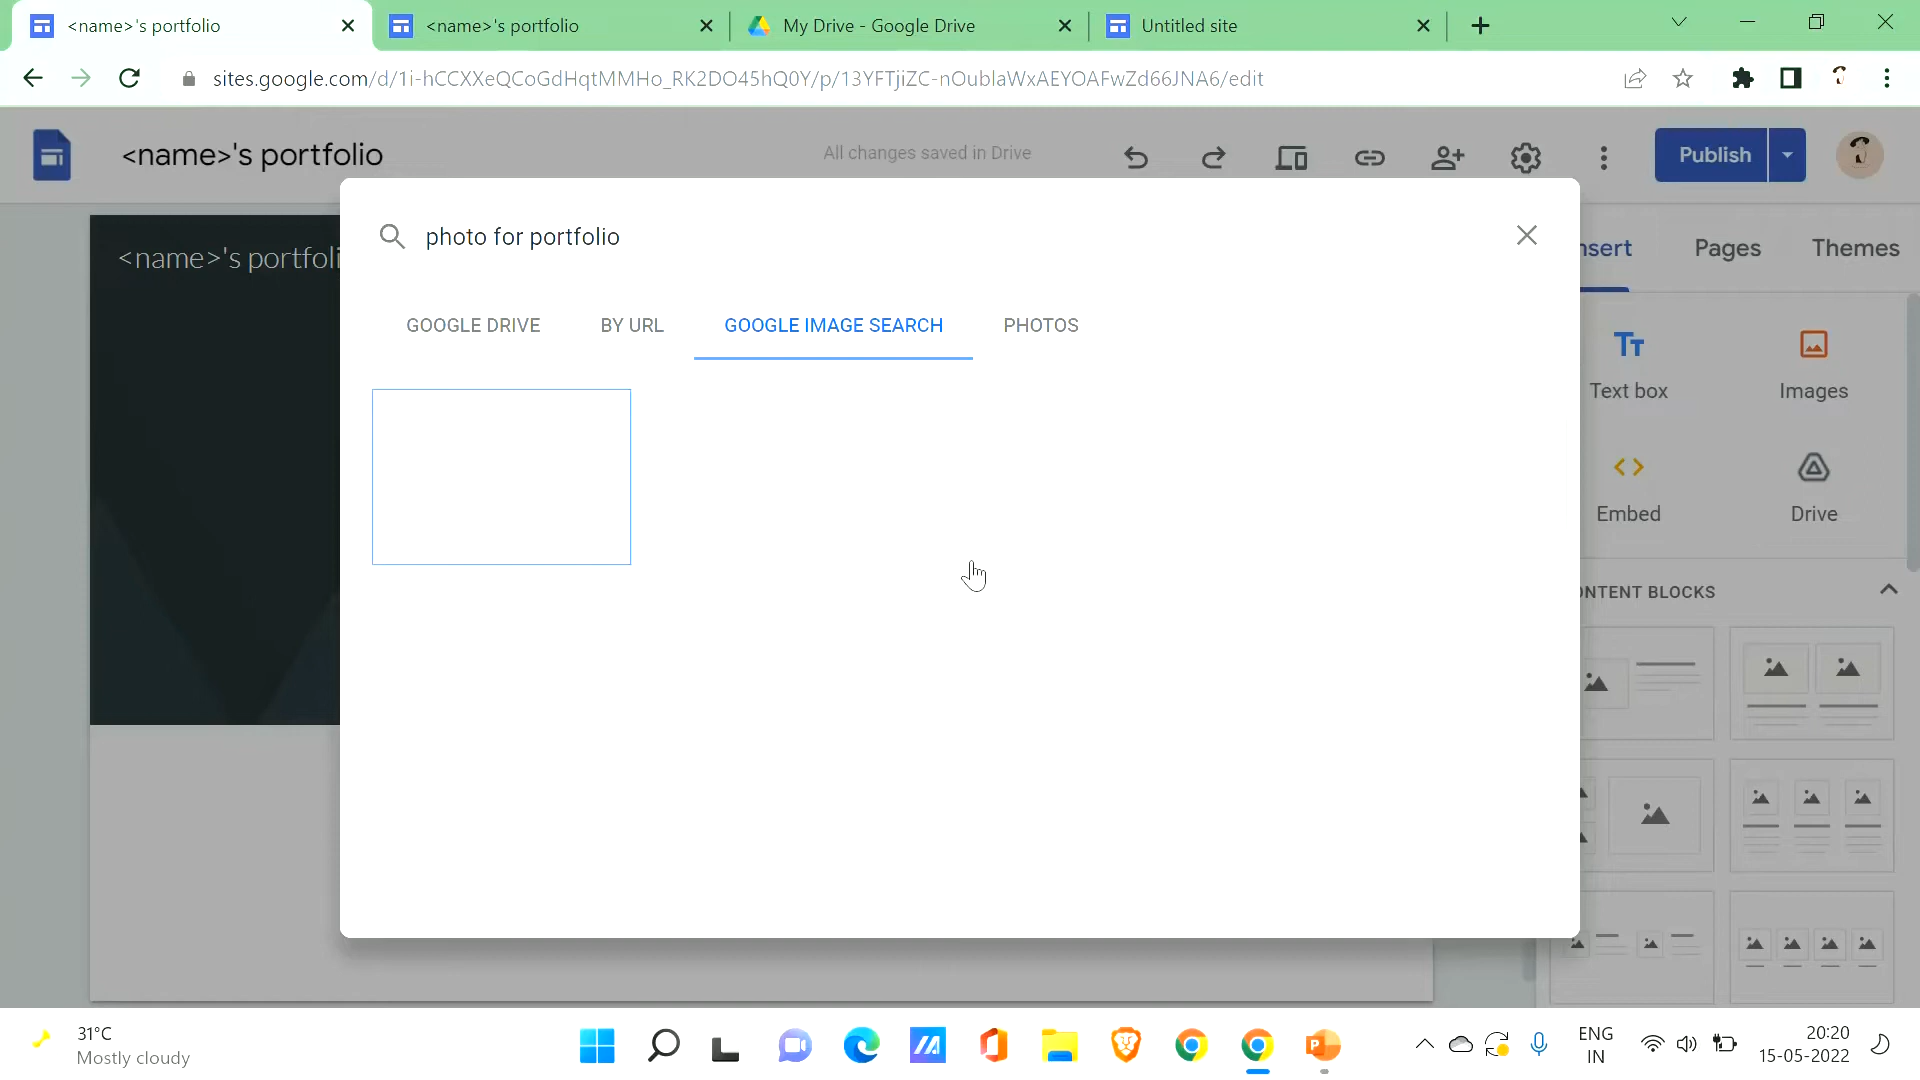 <name>'s portfolio
<name>'s portfolio
My Drive - Google Drive
Untitled site
sites.google.com/d/1i-hCCXXeQCoGdHqtMMHo_RK2DO45hQ0Y/p/13YFTjiZC-nOublaWxAEYOAFwZd66JNA6/edit
<name>'s portfolio
All changes saved in Drive
Publish
<name>'s portfoli
photo for portfolio
GOOGLE DRIVE
BY URL
GOOGLE IMAGE SEARCH
PHOTOS
nsert
Pages
Themes
Text box
Images
Embed
Drive
ONTENT BLOCKS
31°C
Mostly cloudy
ENG
IN
20:20
15-05-2022